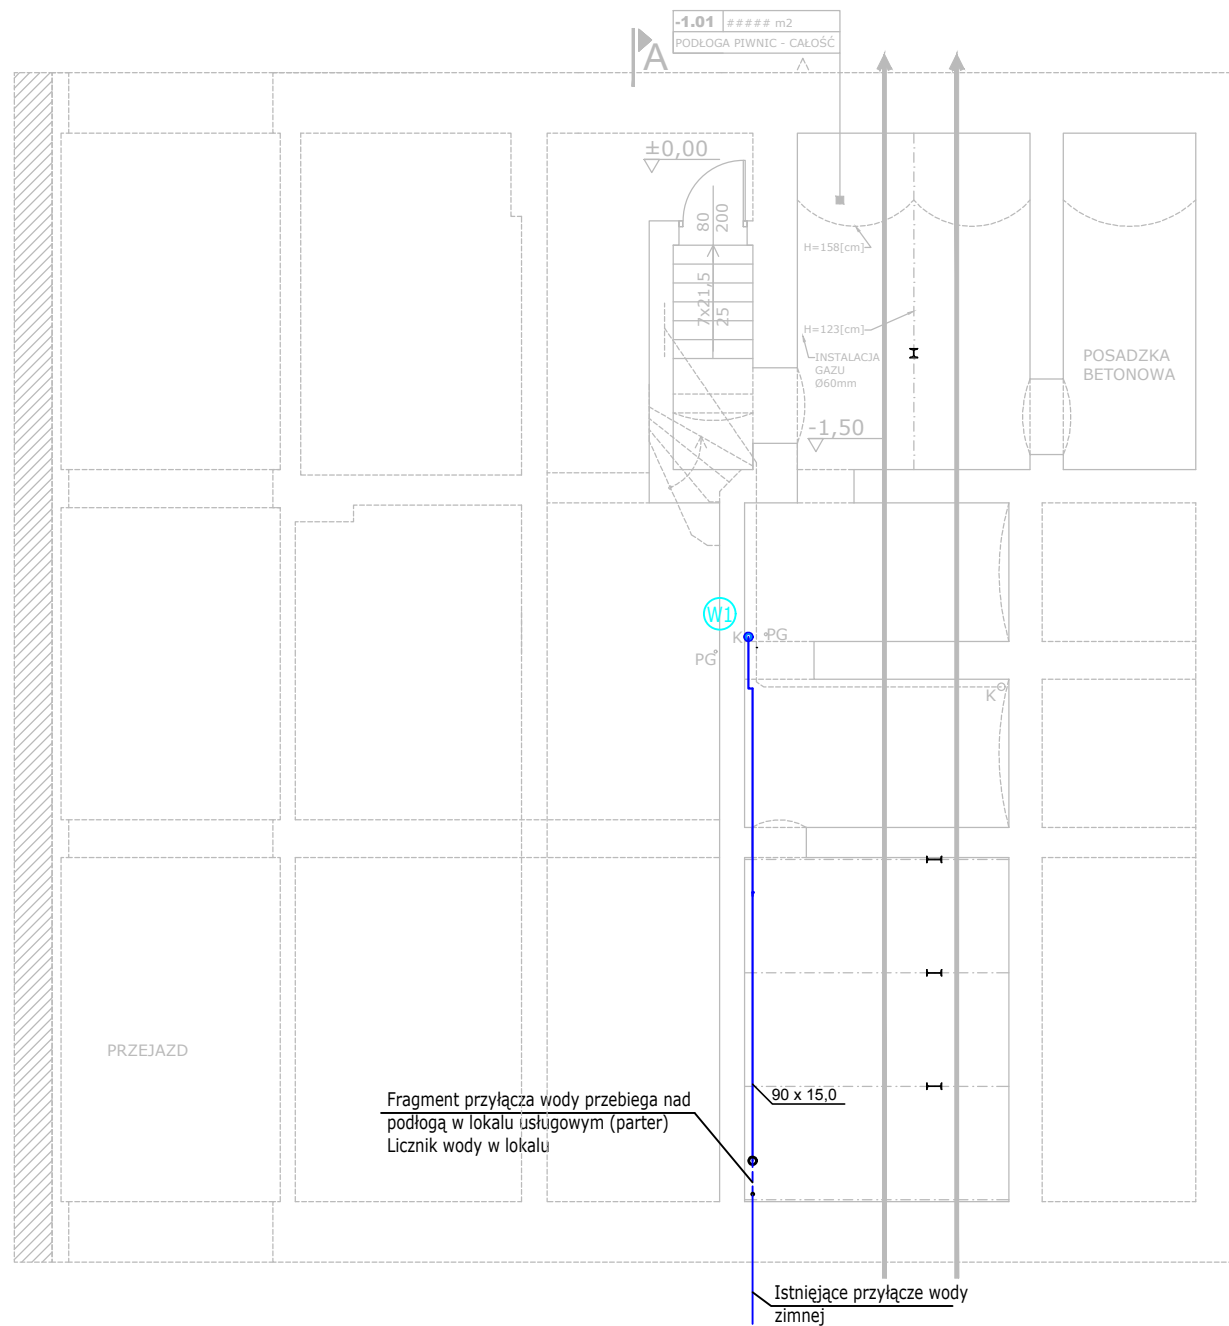 -1.01 ##### m2
PODŁOGA PIWNIC - CAŁOŚĆ
A
±0,00
80
200
7x21,5
25
H=158[cm]
H=123[cm]
INSTALACJA
GAZU
Ø60mm
POSADZKA
BETONOWA
-1,50
W1
K
PG
PG
K
PRZEJAZD
90 x 15,0
Fragment przyłącza wody przebiega nad
podłogą w lokalu usługowym (parter)
Licznik wody w lokalu
Istniejące przyłącze wody
zimnej